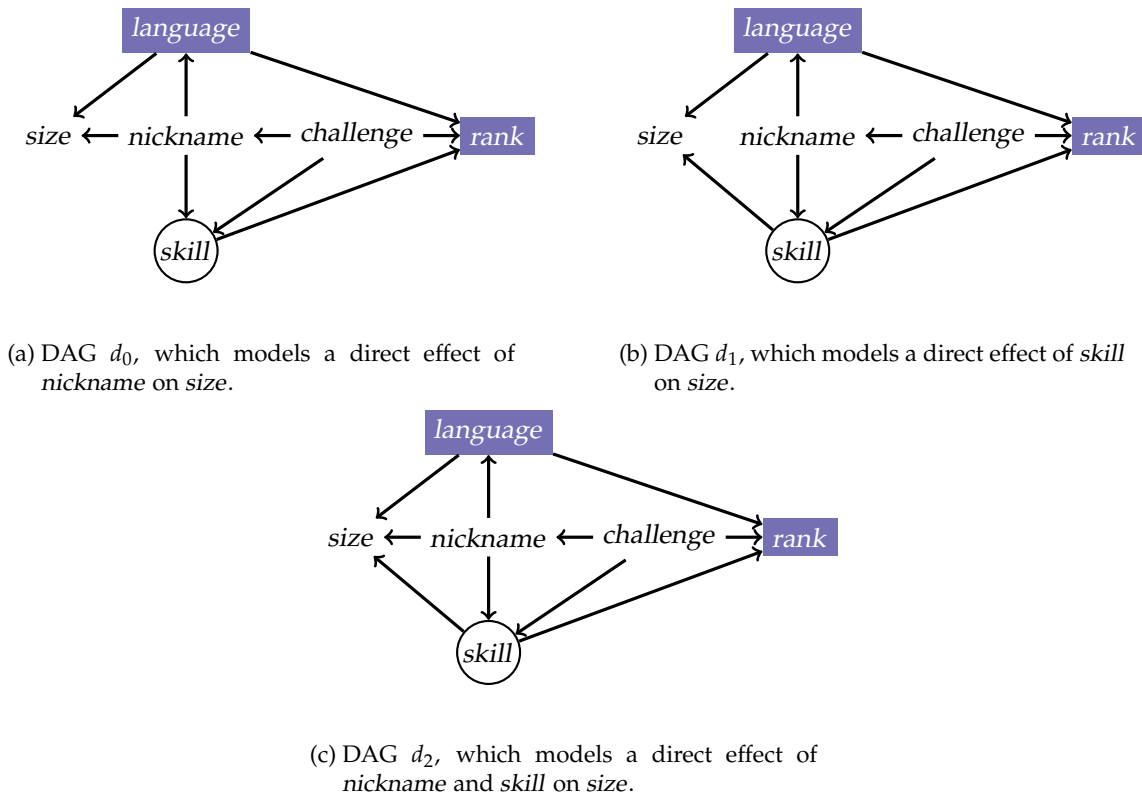 language
size
nickname
challenge
rank
skill
(a) DAG d₀, which models a direct effect of
nickname on size.
language
size
nickname
challenge
rank
skill
(b) DAG d₁, which models a direct effect of skill
on size.
language
size
nickname
challenge
rank
skill
(c) DAG d₂, which models a direct effect of
nickname and skill on size.